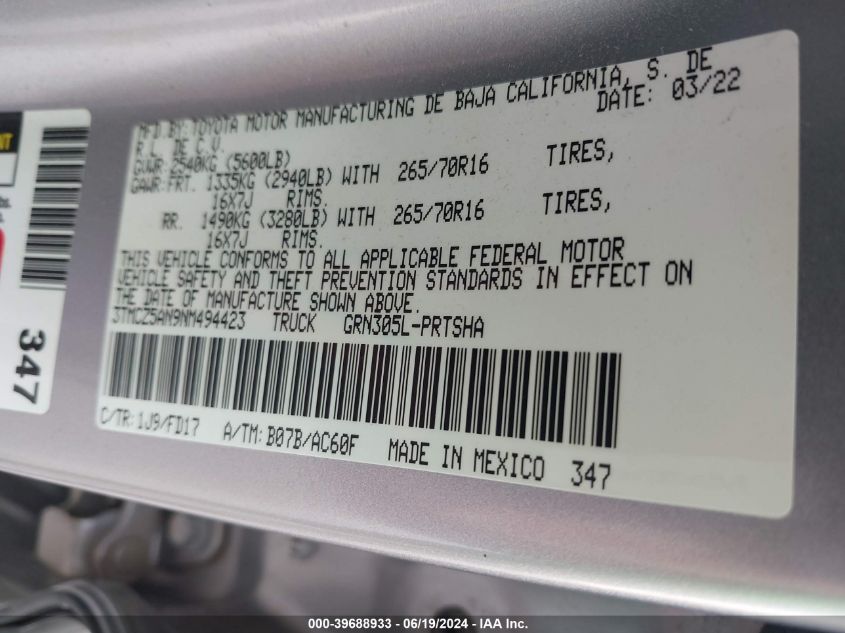 MFD.BY:TOYOTA MOTOR MANUFACTURING DE BAJA CALIFORNIA, S. DE
R.L. DE C.V.
DATE: 03/22
GVWR:2540KG (5600LB)
GAWR:FRT. 1335KG (2940LB) WITH 265/70R16 TIRES,
16X7J RIMS.
RR. 1490KG (3280LB) WITH 265/70R16 TIRES,
16X7J RIMS.
THIS VEHICLE CONFORMS TO ALL APPLICABLE FEDERAL MOTOR
VEHICLE SAFETY AND THEFT PREVENTION STANDARDS IN EFFECT ON
THE DATE OF MANUFACTURE SHOWN ABOVE.
3TMCZ5AN9NM494423 TRUCK GRN305L-PRTSHA
C/TR:1J9/FD17 A/TM:B07B/AC60F MADE IN MEXICO 347
347
000-39688933 - 06/19/2024 - IAA Inc.